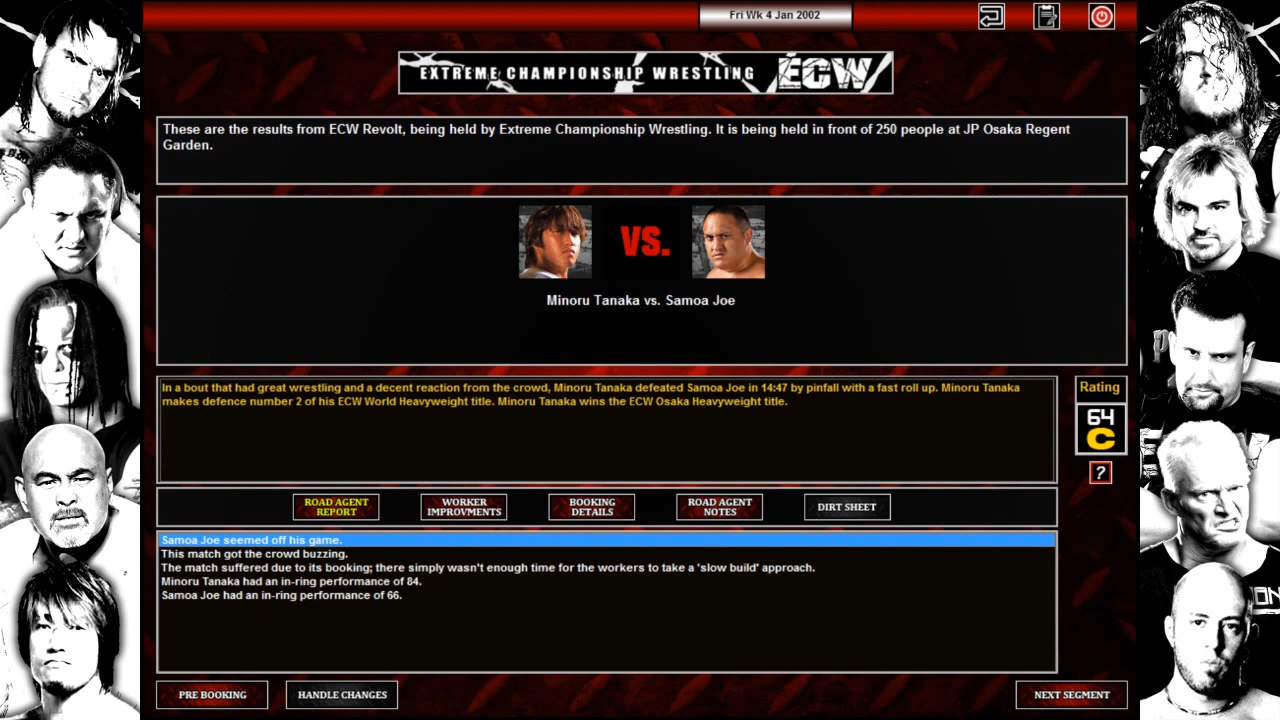 Fri Wk 4 Jan 2002
EXTREME CHAMPIONSHIP WRESTLING ECW
These are the results from ECW Revolt, being held by Extreme Championship Wrestling. It is being held in front of 250 people at JP Osaka Regent
Garden.
VS.
Minoru Tanaka vs. Samoa Joe
In a bout that had great wrestling and a decent reaction from the crowd, Minoru Tanaka defeated Samoa Joe in 14:47 by pinfall with a fast roll up. Minoru Tanaka
makes defence number 2 of his ECW World Heavyweight title. Minoru Tanaka wins the ECW Osaka Heavyweight title.
Rating
64
C
?
ROAD AGENT REPORT
WORKER IMPROVMENTS
BOOKING DETAILS
ROAD AGENT NOTES
DIRT SHEET
Samoa Joe seemed off his game.
This match got the crowd buzzing.
The match suffered due to its booking; there simply wasn't enough time for the workers to take a 'slow build' approach.
Minoru Tanaka had an in-ring performance of 84.
Samoa Joe had an in-ring performance of 66.
PRE BOOKING
HANDLE CHANGES
NEXT SEGMENT